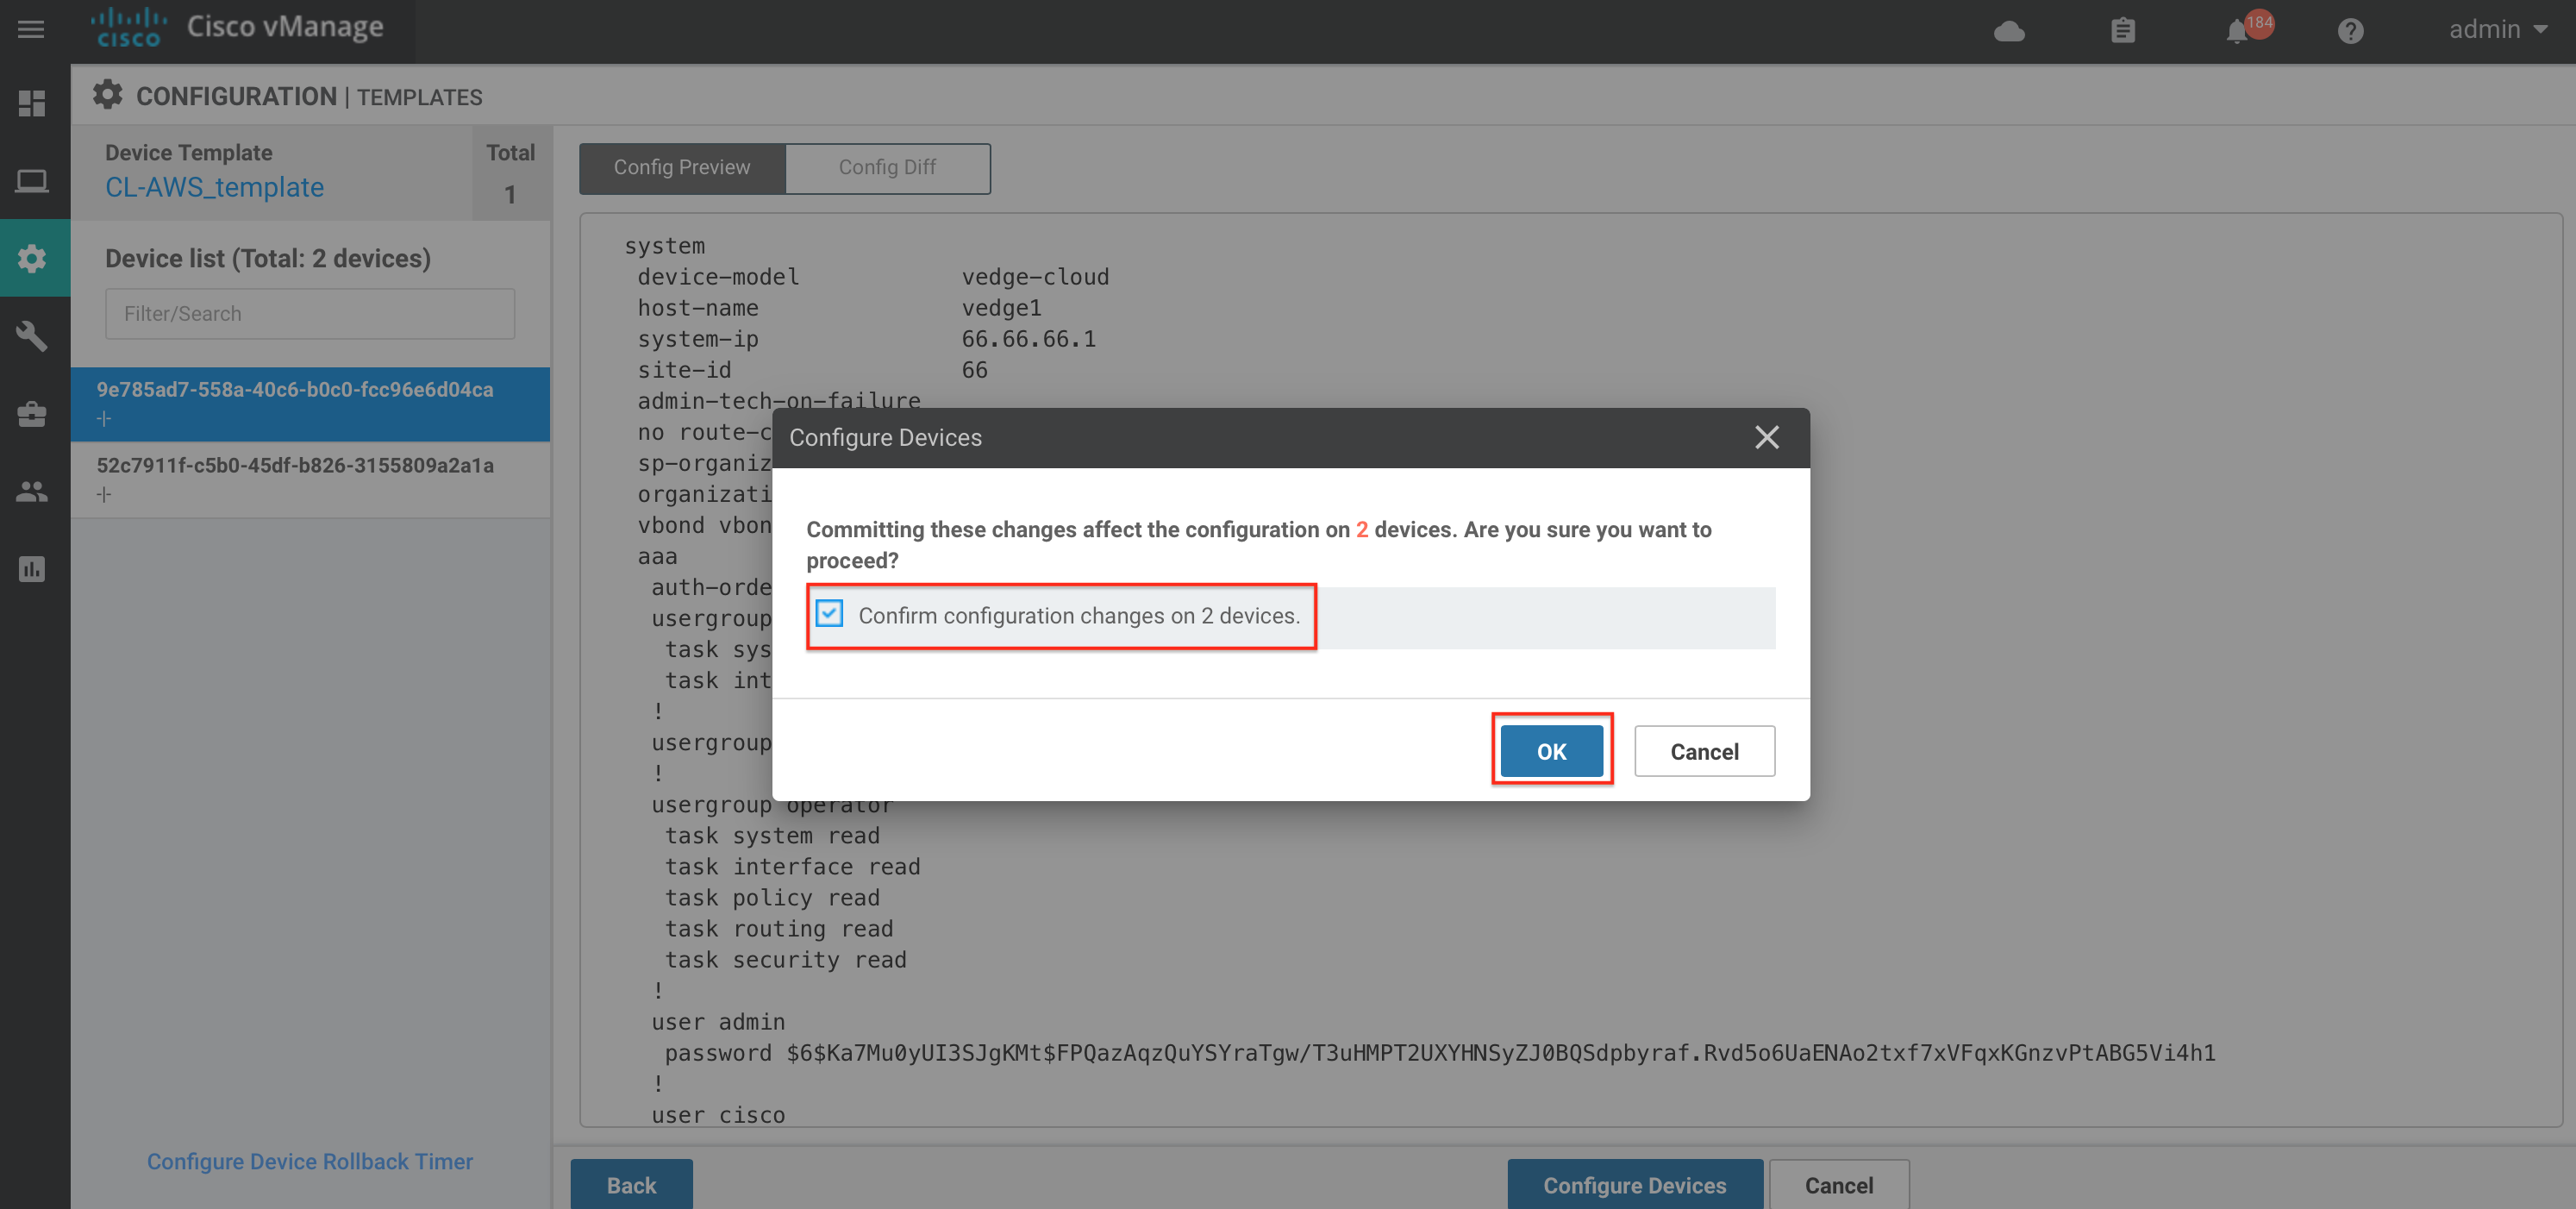 CISCO
Cisco vManage
184
admin
CONFIGURATION | TEMPLATES
Device Template
CL-AWS_template
Total
1
Device list (Total: 2 devices)
Filter/Search
9e785ad7-558a-40c6-b0c0-fcc96e6d04ca
-|-
52c7911f-c5b0-45df-b826-3155809a2a1a
-|-
Configure Device Rollback Timer
Config Preview
Config Diff
system
device-model vedge-cloud
host-name vedge1
system-ip 66.66.66.1
site-id 66
admin-tech-on-failure
no route-c
sp-organiz
organizati
vbond vbon
aaa
auth-orde
usergroup
task sys
task int
!
usergroup
!
usergroup operator
task system read
task interface read
task policy read
task routing read
task security read
!
user admin
password $6$Ka7Mu0yUI3SJgKMt$FPQazAqzQuYSYraTgw/T3uHMPT2UXYHNSyZJ0BQSdpbyraf.Rvd5o6UaENAo2txf7xVFqxKGnzvPtABG5Vi4h1
!
user cisco
Configure Devices
Committing these changes affect the configuration on 2 devices. Are you sure you want to
proceed?
Confirm configuration changes on 2 devices.
OK
Cancel
Back
Configure Devices
Cancel